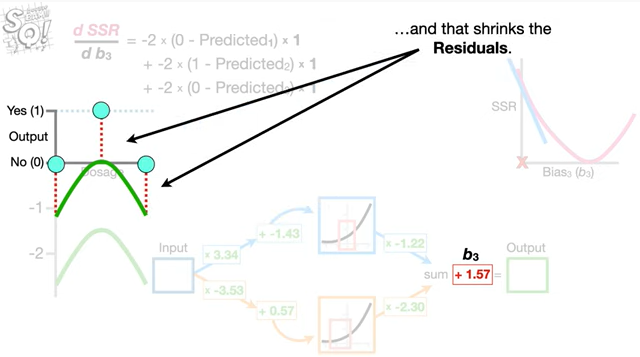 SQ!
d SSR
d b₃
= -2 × (0 - Predicted₁) × 1
+ -2 × (1 - Predicted₂) × 1
+ -2 × (0 - Predicted₃) × 1
…and that shrinks the
Residuals.
Yes (1)
Output
No (0)
Dosage
-1
-2
SSR
Bias₃ (b₃)
Input
× 3.34
+ -1.43
× -1.22
× -3.53
+ 0.57
× -2.30
b₃
sum + 1.57 =
Output